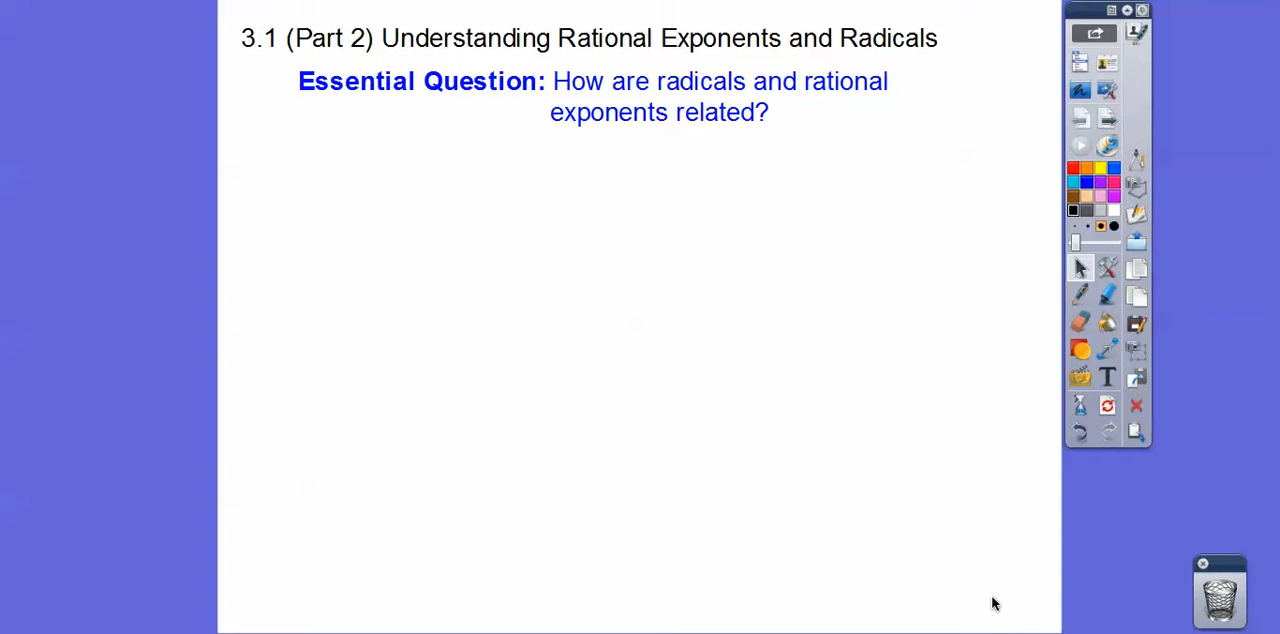 3.1 (Part 2) Understanding Rational Exponents and Radicals
Essential Question: How are radicals and rational
exponents related?